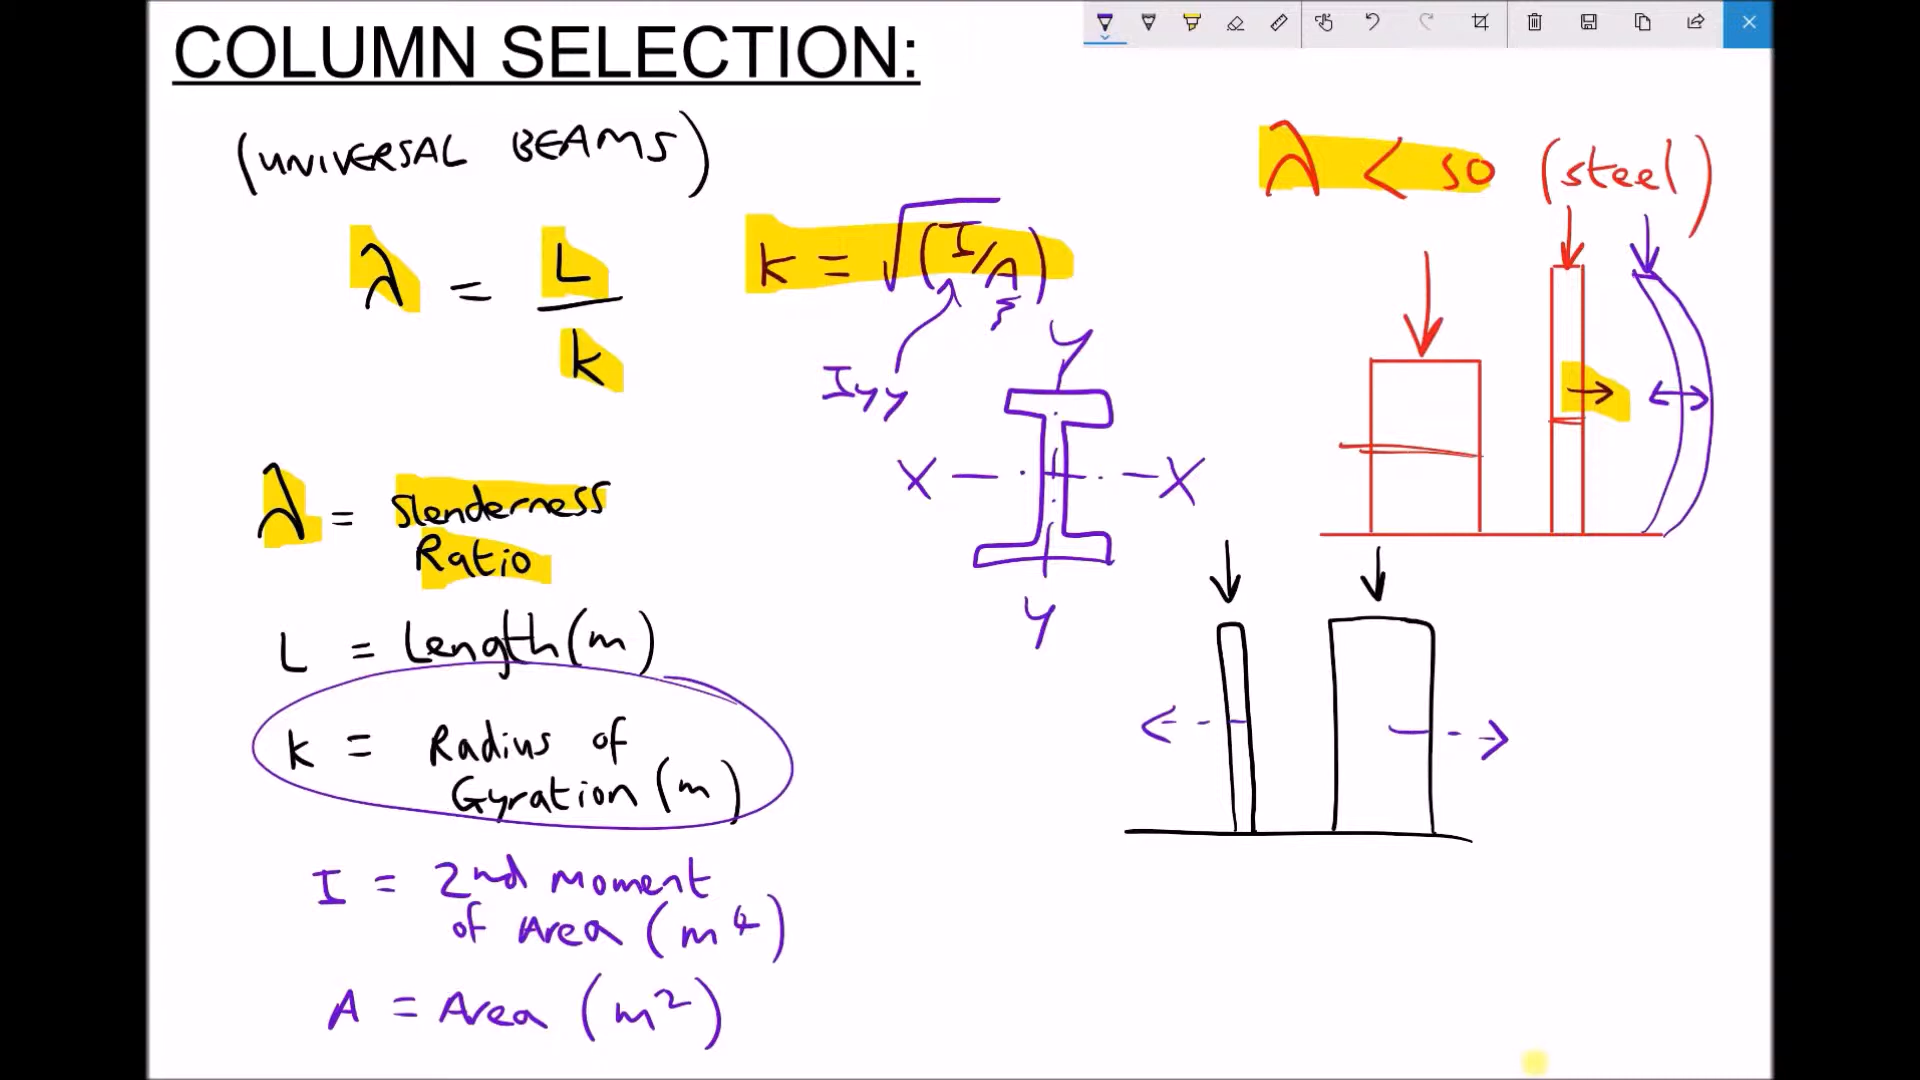 COLUMN SELECTION:
(UNIVERSAL BEAMS)
λ = L / k
k = √(I/A)
Iyy
Y
X X
Y
λ = Slenderness
Ratio
L = Length (m)
k = Radius of
Gyration (m)
I = 2nd Moment
of Area (m⁴)
A = Area (m²)
λ < 50 (steel)